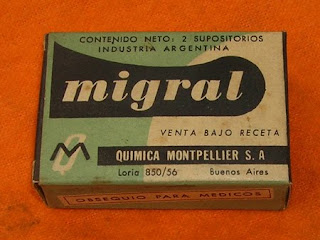 CONTENIDO NETO: 2 SUPOSITORIOS
INDUSTRIA ARGENTINA
migral
VENTA BAJO RECETA
QUIMICA MONTPELLIER S. A
Loria 850/56 Buenos Aires
OBSEQUIO PARA MEDICOS